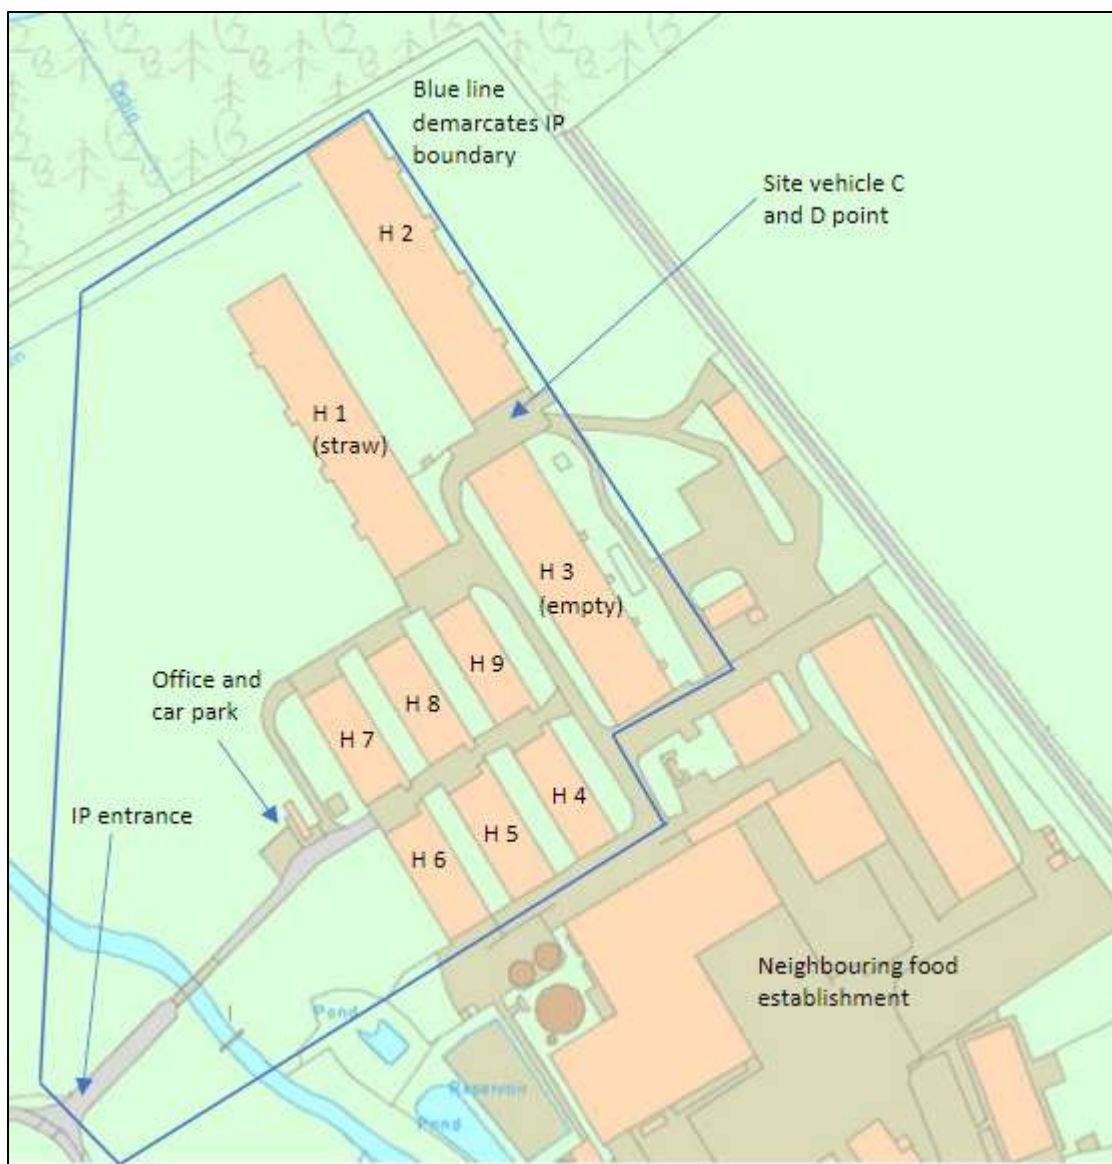 Blue line
demarcates IP
boundary
Drain
Site vehicle C
and D point
H 2
H 1
(straw)
H 3
(empty)
H 9
H 8
H 7
Office and
car park
H 4
H 5
H 6
IP entrance
Neighbouring food
establishment
Pond
Reservoir
Pond